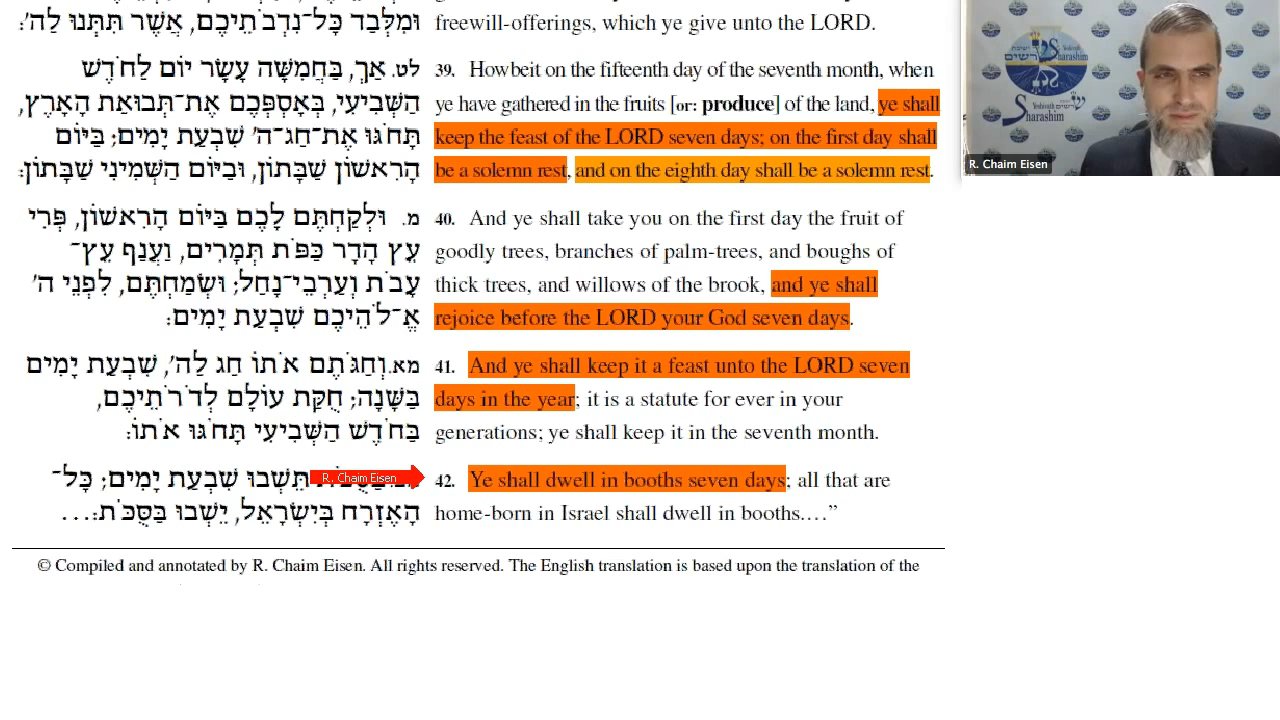 וּמִלְּבַד כָּל־נִדְבֹתֵיכֶם, אֲשֶׁר תִּתְּנוּ לַה':
freewill-offerings, which ye give unto the LORD.
לט. אַךְ, בַּחֲמִשָּׁה עָשָׂר יוֹם לַחֹדֶשׁ
הַשְּׁבִיעִי, בְּאׇסְפְּכֶם אֶת־תְּבוּאַת הָאָרֶץ,
תָּחֹגּוּ אֶת־חַג־ה' שִׁבְעַת יָמִים; בַּיּוֹם
הָרִאשׁוֹן שַׁבָּתוֹן, וּבַיּוֹם הַשְּׁמִינִי שַׁבָּתוֹן:
39. Howbeit on the fifteenth day of the seventh month, when
ye have gathered in the fruits [or: produce] of the land, ye shall
keep the feast of the LORD seven days; on the first day shall
be a solemn rest, and on the eighth day shall be a solemn rest.
מ. וּלְקַחְתֶּם לָכֶם בַּיּוֹם הָרִאשׁוֹן, פְּרִי
עֵץ הָדָר כַּפֹּת תְּמָרִים, וַעֲנַף עֵץ־
עָבֹת וְעַרְבֵי־נָחַל; וּשְׂמַחְתֶּם, לִפְנֵי ה'
אֱ־לֹהֵיכֶם שִׁבְעַת יָמִים:
40. And ye shall take you on the first day the fruit of
goodly trees, branches of palm-trees, and boughs of
thick trees, and willows of the brook, and ye shall
rejoice before the LORD your God seven days.
מא. וְחַגֹּתֶם אֹתוֹ חַג לַה', שִׁבְעַת יָמִים
בַּשָּׁנָה; חֻקַּת עוֹלָם לְדֹרֹתֵיכֶם,
בַּחֹדֶשׁ הַשְּׁבִיעִי תָּחֹגּוּ אֹתוֹ:
41. And ye shall keep it a feast unto the LORD seven
days in the year; it is a statute for ever in your
generations; ye shall keep it in the seventh month.
תֵּשְׁבוּ שִׁבְעַת יָמִים; כָּל־
הָאֶזְרָח בְּיִשְׂרָאֵל, יֵשְׁבוּ בַּסֻּכֹּת:...
R. Chaim Eisen
42. Ye shall dwell in booths seven days; all that are
home-born in Israel shall dwell in booths....”
© Compiled and annotated by R. Chaim Eisen. All rights reserved. The English translation is based upon the translation of the
Yeshivath Sharashim
R. Chaim Eisen